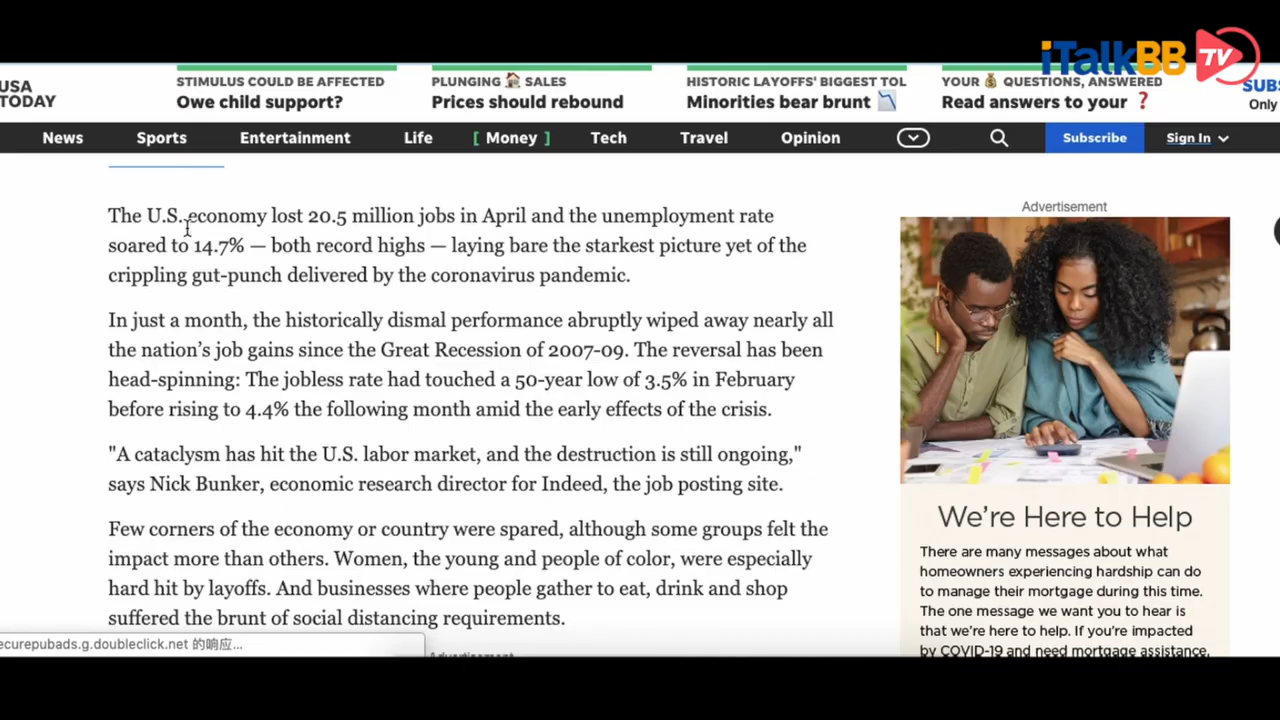 iTalkBB TV
USA
TODAY
STIMULUS COULD BE AFFECTED
Owe child support?
PLUNGING 🏠 SALES
Prices should rebound
HISTORIC LAYOFFS' BIGGEST TOL
Minorities bear brunt 📉
YOUR 💰 QUESTIONS, ANSWERED
Read answers to your ❓
SUBS
Only
News
Sports
Entertainment
Life
[ Money ]
Tech
Travel
Opinion
Subscribe
Sign In
The U.S. economy lost 20.5 million jobs in April and the unemployment rate
soared to 14.7% — both record highs — laying bare the starkest picture yet of the
crippling gut-punch delivered by the coronavirus pandemic.
In just a month, the historically dismal performance abruptly wiped away nearly all
the nation’s job gains since the Great Recession of 2007-09. The reversal has been
head-spinning: The jobless rate had touched a 50-year low of 3.5% in February
before rising to 4.4% the following month amid the early effects of the crisis.
"A cataclysm has hit the U.S. labor market, and the destruction is still ongoing,"
says Nick Bunker, economic research director for Indeed, the job posting site.
Few corners of the economy or country were spared, although some groups felt the
impact more than others. Women, the young and people of color, were especially
hard hit by layoffs. And businesses where people gather to eat, drink and shop
suffered the brunt of social distancing requirements.
ecurepubads.g.doubleclick.net 的响应...
Advertisement
Advertisement
We’re Here to Help
There are many messages about what
homeowners experiencing hardship can do
to manage their mortgage during this time.
The one message we want you to hear is
that we’re here to help. If you’re impacted
by COVID-19 and need mortgage assistance,